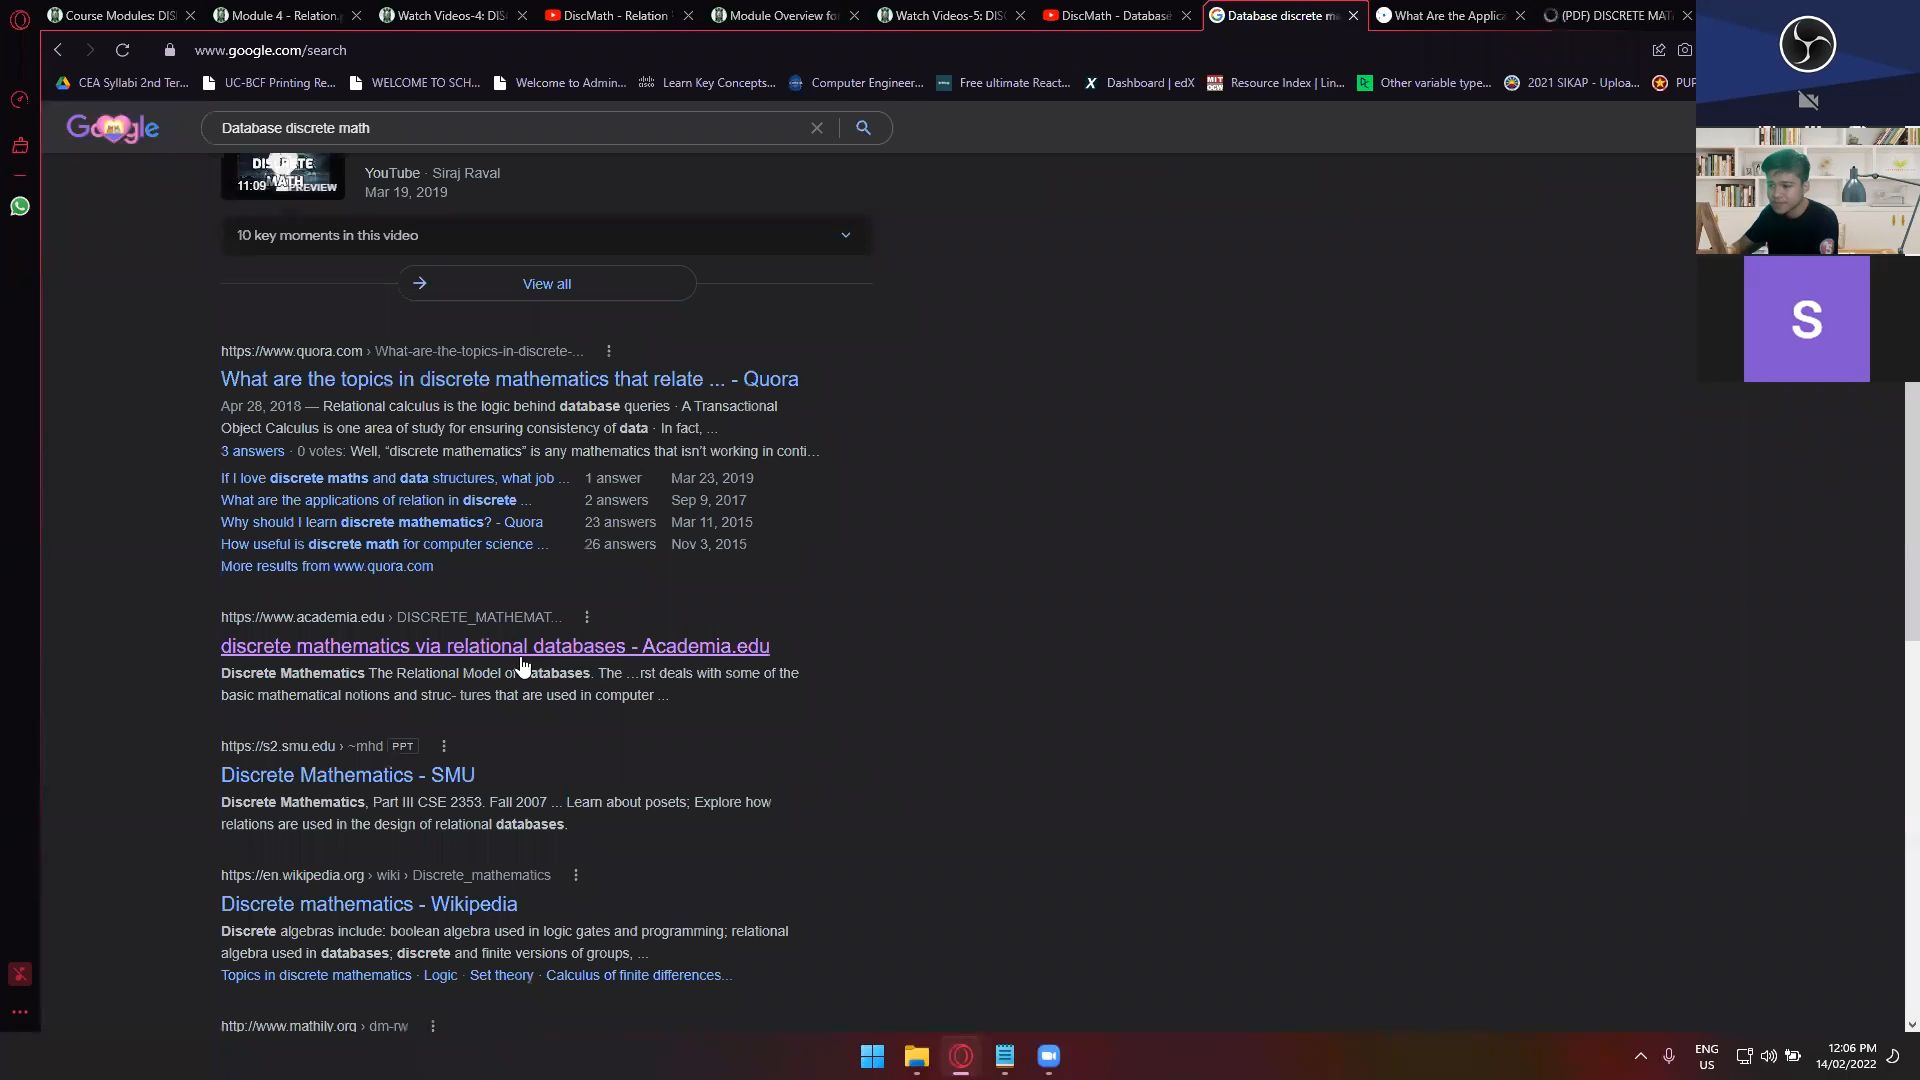 Course Modules: DIS
Module 4 - Relation
Watch Videos-4: DISC
DiscMath - Relation
Module Overview fo
Watch Videos-5: DISC
DiscMath - Database
Database discrete ma
What Are the Applica
(PDF) DISCRETE MAT
www.google.com/search
CEA Syllabi 2nd Ter...
UC-BCF Printing Re...
WELCOME TO SCH...
Welcome to Admin...
Learn Key Concepts...
Computer Engineer...
Free ultimate React...
Dashboard | edX
Resource Index | Lin...
Other variable type...
2021 SIKAP - Uploa...
PUP
Google
Database discrete math
DISCRETE
MATH
11:09
PREVIEW
YouTube · Siraj Raval
Mar 19, 2019
10 key moments in this video
View all
https://www.quora.com › What-are-the-topics-in-discrete-...
What are the topics in discrete mathematics that relate ... - Quora
Apr 28, 2018 — Relational calculus is the logic behind database queries · A Transactional
Object Calculus is one area of study for ensuring consistency of data · In fact, ...
3 answers · 0 votes: Well, “discrete mathematics” is any mathematics that isn’t working in conti...
If I love discrete maths and data structures, what job ... 1 answer Mar 23, 2019
What are the applications of relation in discrete ... 2 answers Sep 9, 2017
Why should I learn discrete mathematics? - Quora 23 answers Mar 11, 2015
How useful is discrete math for computer science ... 26 answers Nov 3, 2015
More results from www.quora.com
https://www.academia.edu › DISCRETE_MATHEMAT...
discrete mathematics via relational databases - Academia.edu
Discrete Mathematics The Relational Model of Databases. The ...rst deals with some of the
basic mathematical notions and struc- tures that are used in computer ...
https://s2.smu.edu › ~mhd PPT
Discrete Mathematics - SMU
Discrete Mathematics, Part III CSE 2353. Fall 2007 ... Learn about posets; Explore how
relations are used in the design of relational databases.
https://en.wikipedia.org › wiki › Discrete_mathematics
Discrete mathematics - Wikipedia
Discrete algebras include: boolean algebra used in logic gates and programming; relational
algebra used in databases; discrete and finite versions of groups, ...
Topics in discrete mathematics · Logic · Set theory · Calculus of finite differences...
http://www.mathily.org › dm-rw
S
ENG
US
12:06 PM
14/02/2022